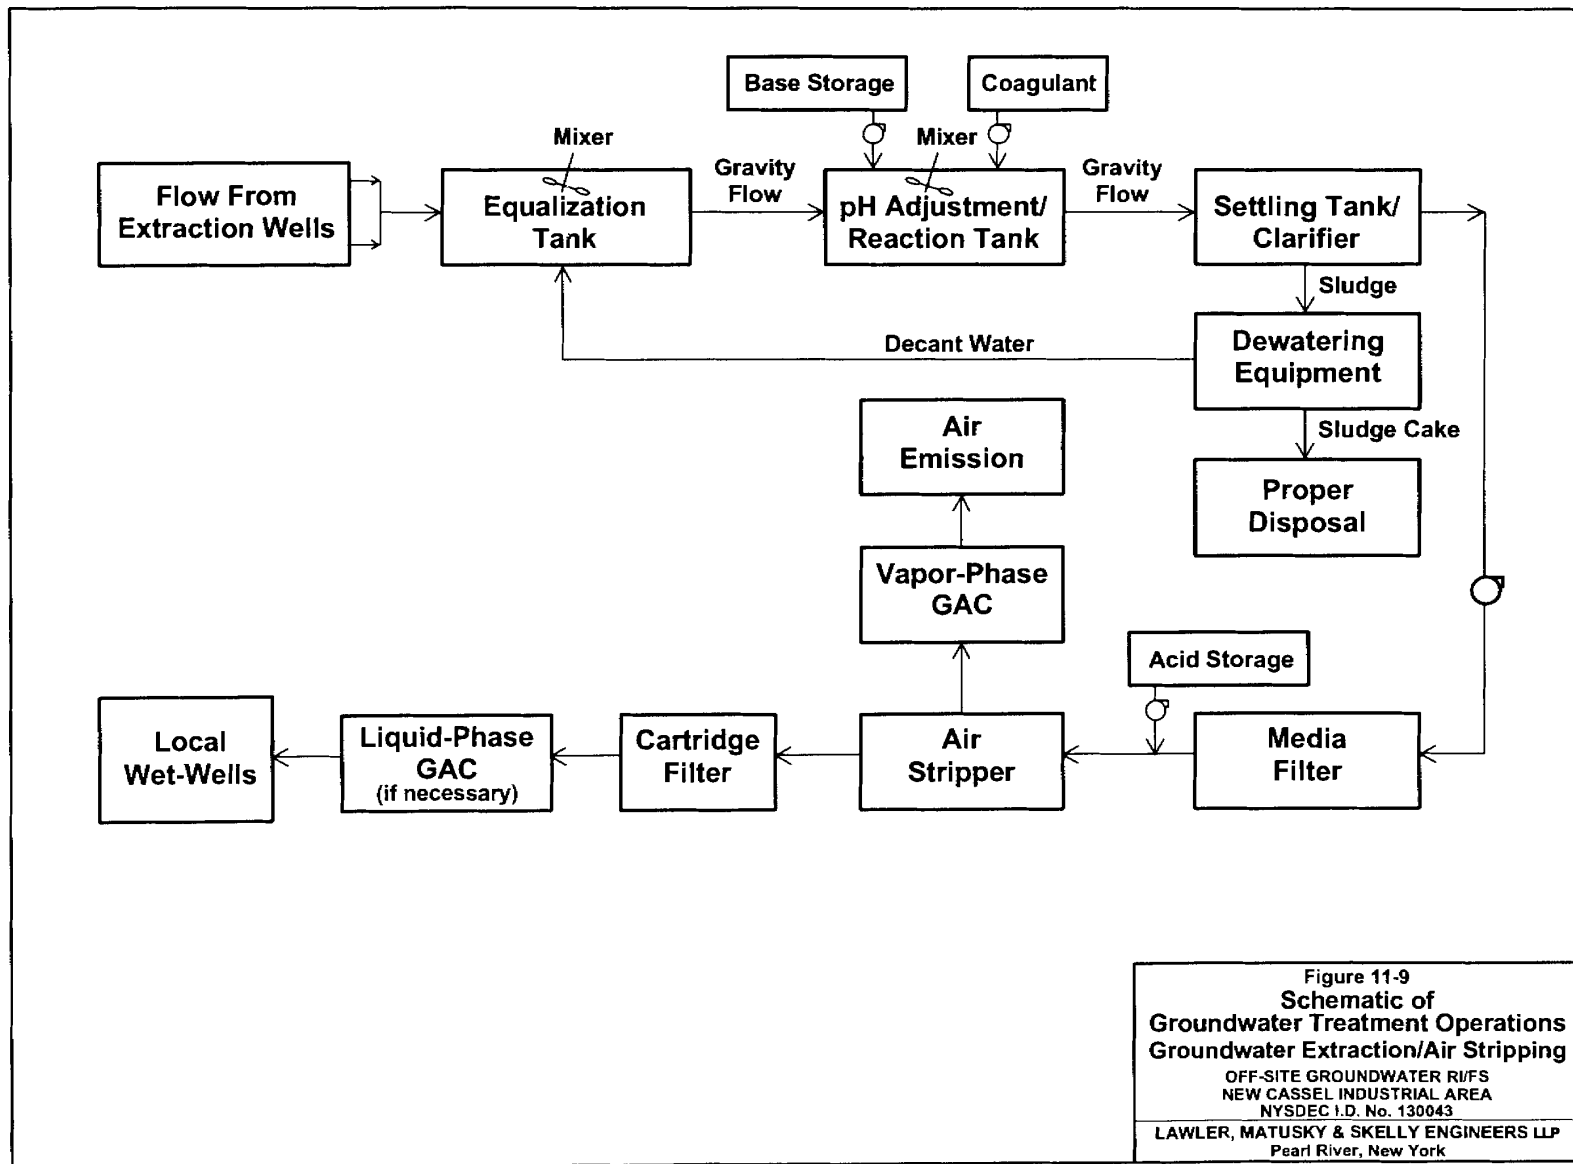 Base Storage
Coagulant
Mixer
Mixer
Flow From
Extraction Wells
Equalization
Tank
Gravity
Flow
pH Adjustment/
Reaction Tank
Gravity
Flow
Settling Tank/
Clarifier
Sludge
Decant Water
Dewatering
Equipment
Sludge Cake
Proper
Disposal
Air
Emission
Vapor-Phase
GAC
Acid Storage
Local
Wet-Wells
Liquid-Phase
GAC
(if necessary)
Cartridge
Filter
Air
Stripper
Media
Filter
Figure 11-9
Schematic of
Groundwater Treatment Operations
Groundwater Extraction/Air Stripping
OFF-SITE GROUNDWATER RI/FS
NEW CASSEL INDUSTRIAL AREA
NYSDEC I.D. No. 130043
LAWLER, MATUSKY & SKELLY ENGINEERS LLP
Pearl River, New York